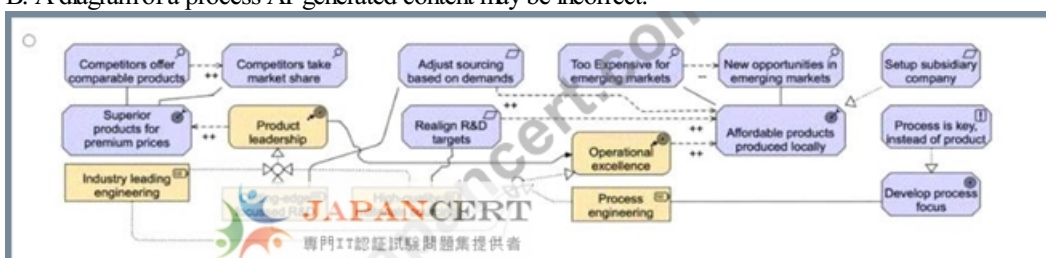 B. A diagram of a process AI-generated content may be incorrect.
Competitors offer
comparable products
++
Competitors take
market share
Adjust sourcing
based on demands
Too Expensive for
emerging markets
--
New opportunities in
emerging markets
Setup subsidiary
company
Superior
products for
premium prices
++
Product
leadership
Realign R&D
targets
++
++
Operational
excellence
++
Affordable products
produced locally
Process is key,
instead of product
Industry leading
engineering
Process
engineering
Develop process
focus
JAPANCERT
専門IT認証試験問題集提供者